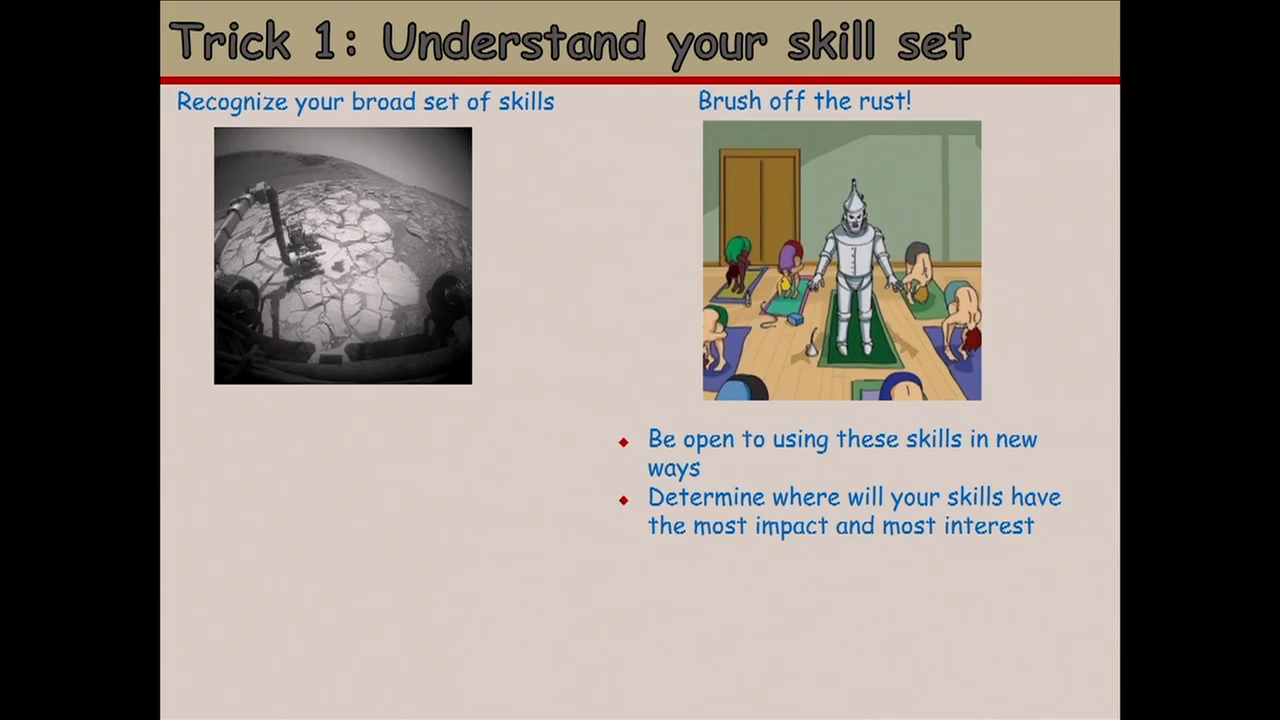 Trick 1: Understand your skill set
Recognize your broad set of skills
Brush off the rust!
Be open to using these skills in new
ways
Determine where will your skills have
the most impact and most interest